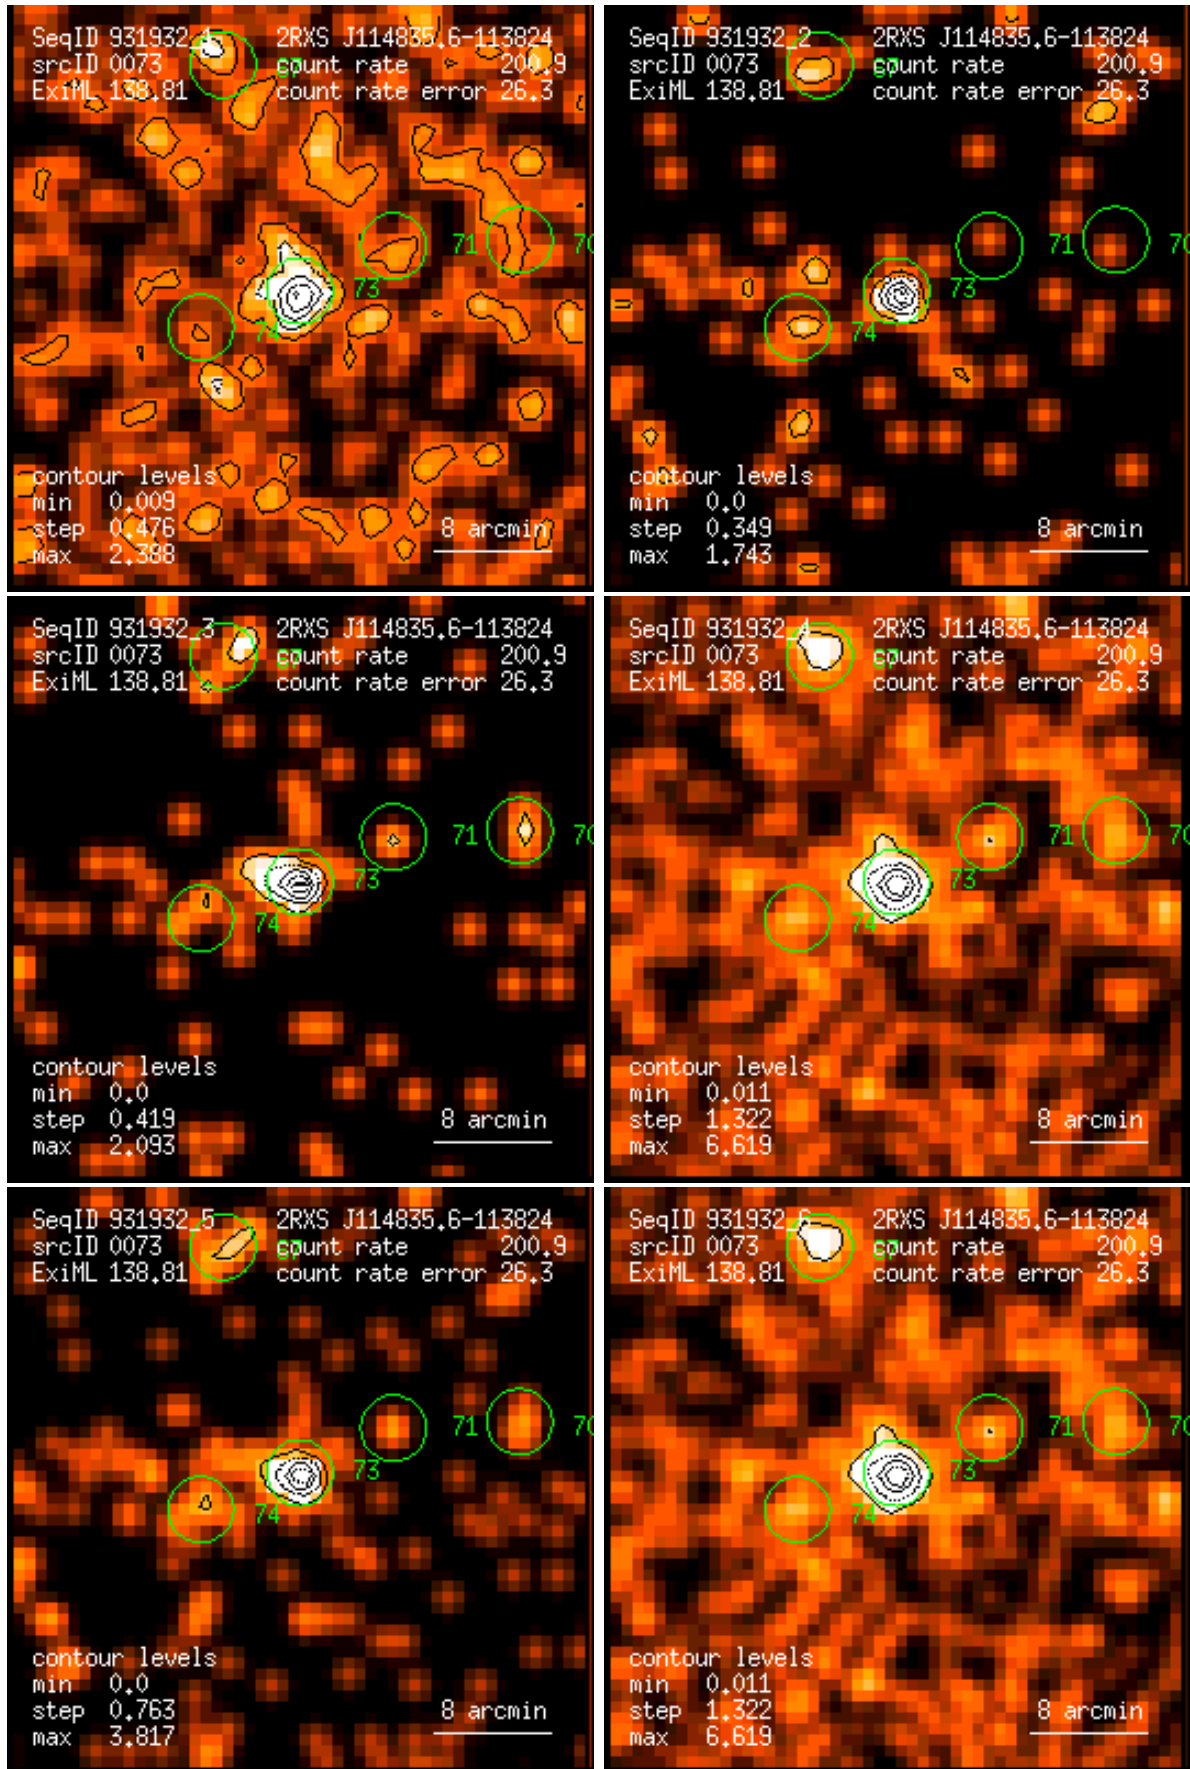 SeqID 931932_1 2RXS J114835.6-113824
srcID 0073 count rate 200.9
ExiML 138.81 count rate error 26.3
71 70
73
74
contour levels
min 0.009
step 0.476
max 2.388
8 arcmin
SeqID 931932_2 2RXS J114835.6-113824
srcID 0073 count rate 200.9
ExiML 138.81 count rate error 26.3
71 70
73
74
contour levels
min 0.0
step 0.349
max 1.743
8 arcmin
SeqID 931932_3 2RXS J114835.6-113824
srcID 0073 count rate 200.9
ExiML 138.81 count rate error 26.3
71 70
73
74
contour levels
min 0.0
step 0.419
max 2.093
8 arcmin
SeqID 931932_4 2RXS J114835.6-113824
srcID 0073 count rate 200.9
ExiML 138.81 count rate error 26.3
71 70
73
74
contour levels
min 0.011
step 1.322
max 6.619
8 arcmin
SeqID 931932_5 2RXS J114835.6-113824
srcID 0073 count rate 200.9
ExiML 138.81 count rate error 26.3
71 70
73
74
contour levels
min 0.0
step 0.763
max 3.817
8 arcmin
SeqID 931932_6 2RXS J114835.6-113824
srcID 0073 count rate 200.9
ExiML 138.81 count rate error 26.3
71 70
73
74
contour levels
min 0.011
step 1.322
max 6.619
8 arcmin